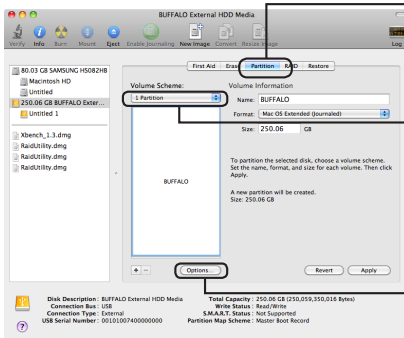 BUFFALO External HDD Media
Verify Info Burn Mount Eject Enable Journaling New Image Convert Resize Image Log
First Aid Erase Partition RAID Restore
80.03 GB SAMSUNG HS082HB
Macintosh HD
Untitled
250.06 GB BUFFALO Exter...
Untitled 1
Xbench_1.3.dmg
RaidUtility.dmg
RaidUtility.dmg
RaidUtility.dmg
Volume Scheme:
1 Partition
BUFFALO
+ − Options...
Volume Information
Name: BUFFALO
Format: Mac OS Extended (Journaled)
Size: 250.06 GB
To partition the selected disk, choose a volume scheme.
Set the name, format, and size for each volume. Then click
Apply.
A new partition will be created.
Size: 250.06 GB
Revert Apply
Disk Description : BUFFALO External HDD Media
Connection Bus : USB
Connection Type : External
USB Serial Number : 00101007400000000
Total Capacity : 250.06 GB (250,059,350,016 Bytes)
Write Status : Read/Write
S.M.A.R.T. Status : Not Supported
Partition Map Scheme : Master Boot Record
?